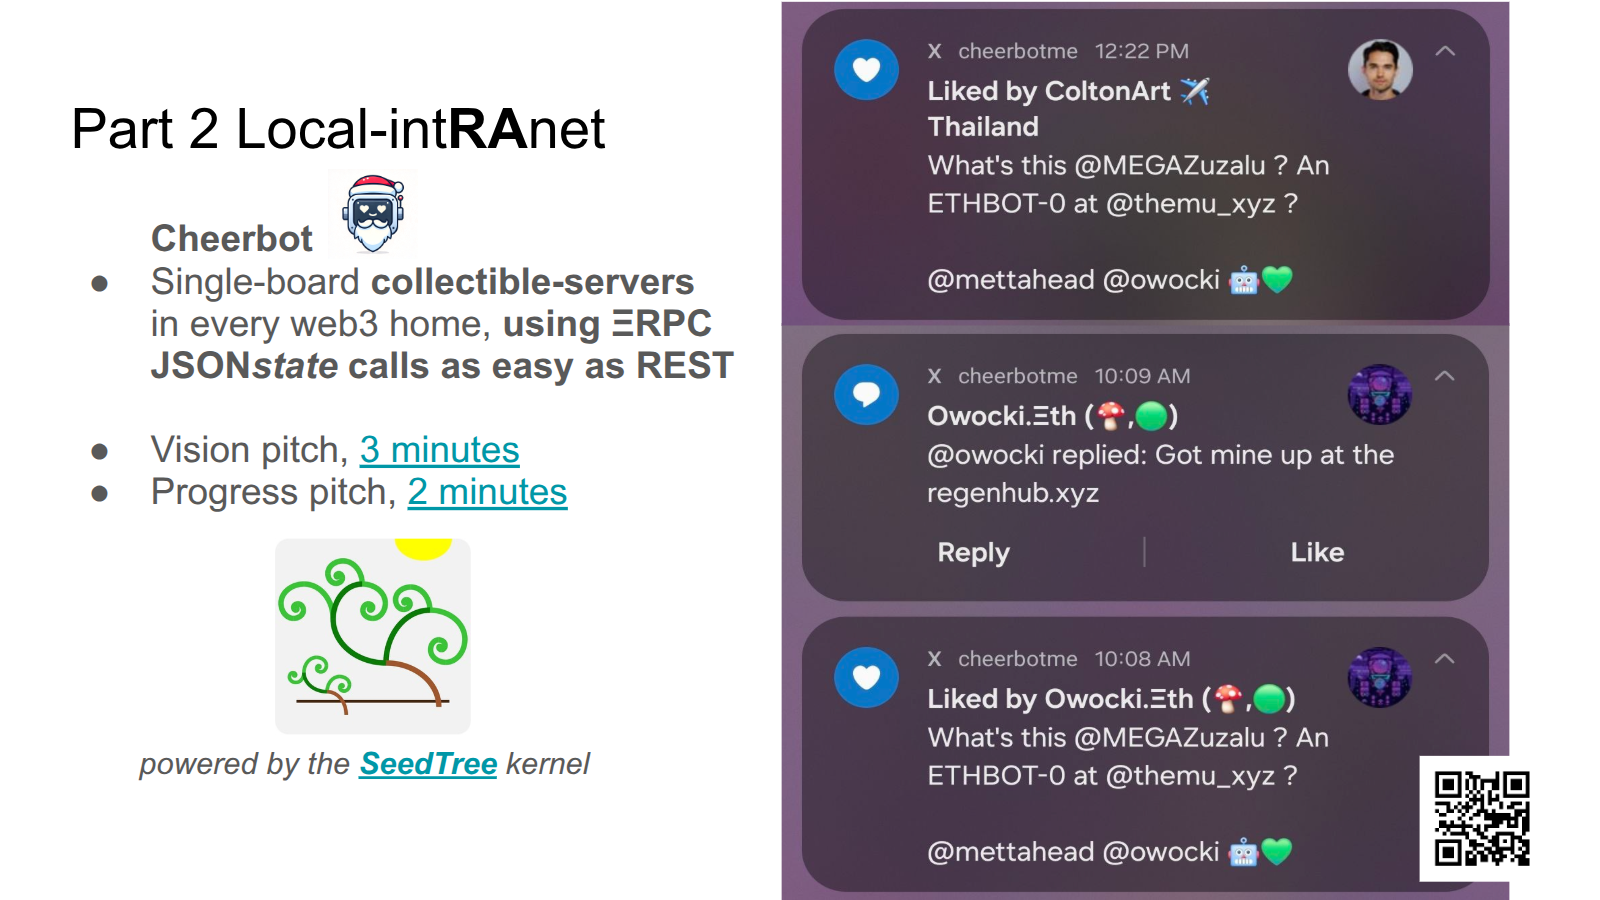 Part 2 Local-intRAnet
Cheerbot
● Single-board collectible-servers
in every web3 home, using ΞRPC
JSONstate calls as easy as REST
● Vision pitch, 3 minutes
● Progress pitch, 2 minutes
powered by the SeedTree kernel
X cheerbotme 12:22 PM
Liked by ColtonArt ✈️
Thailand
What's this @MEGAZuzalu ? An
ETHBOT-0 at @themu_xyz ?
@mettahead @owocki 🤖💚
X cheerbotme 10:09 AM
Owocki.Ξth (🍄,🟢)
@owocki replied: Got mine up at the
regenhub.xyz
Reply Like
X cheerbotme 10:08 AM
Liked by Owocki.Ξth (🍄,🟢)
What's this @MEGAZuzalu ? An
ETHBOT-0 at @themu_xyz ?
@mettahead @owocki 🤖💚